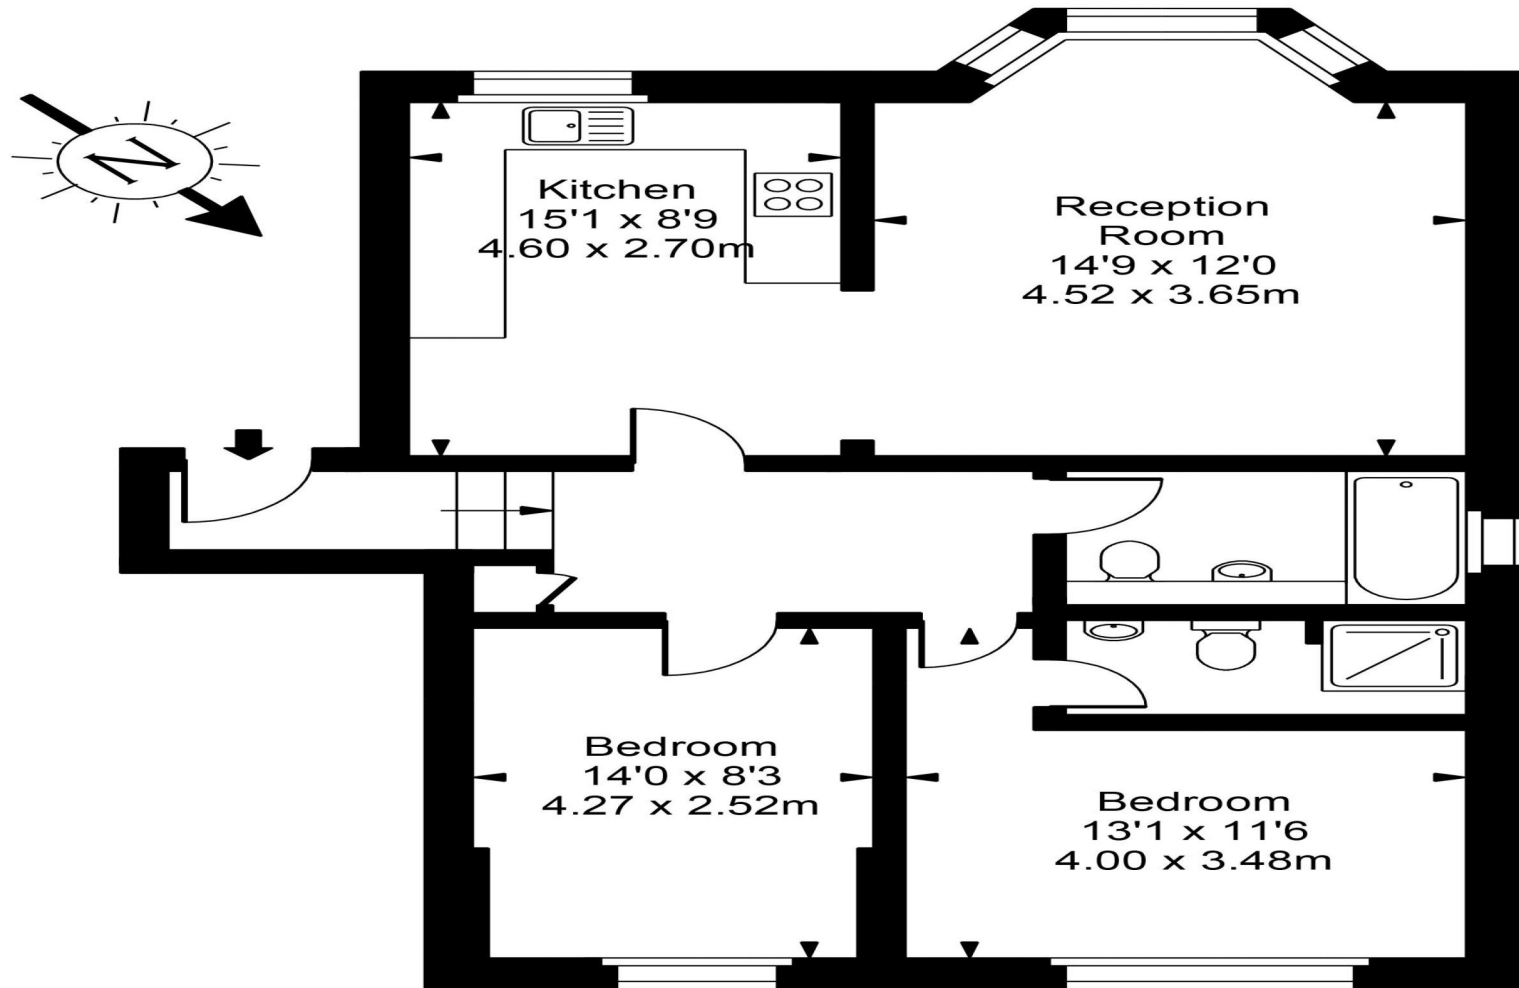 N
Kitchen
15'1 x 8'9
4.60 x 2.70m
Reception
Room
14'9 x 12'0
4.52 x 3.65m
Bedroom
14'0 x 8'3
4.27 x 2.52m
Bedroom
13'1 x 11'6
4.00 x 3.48m